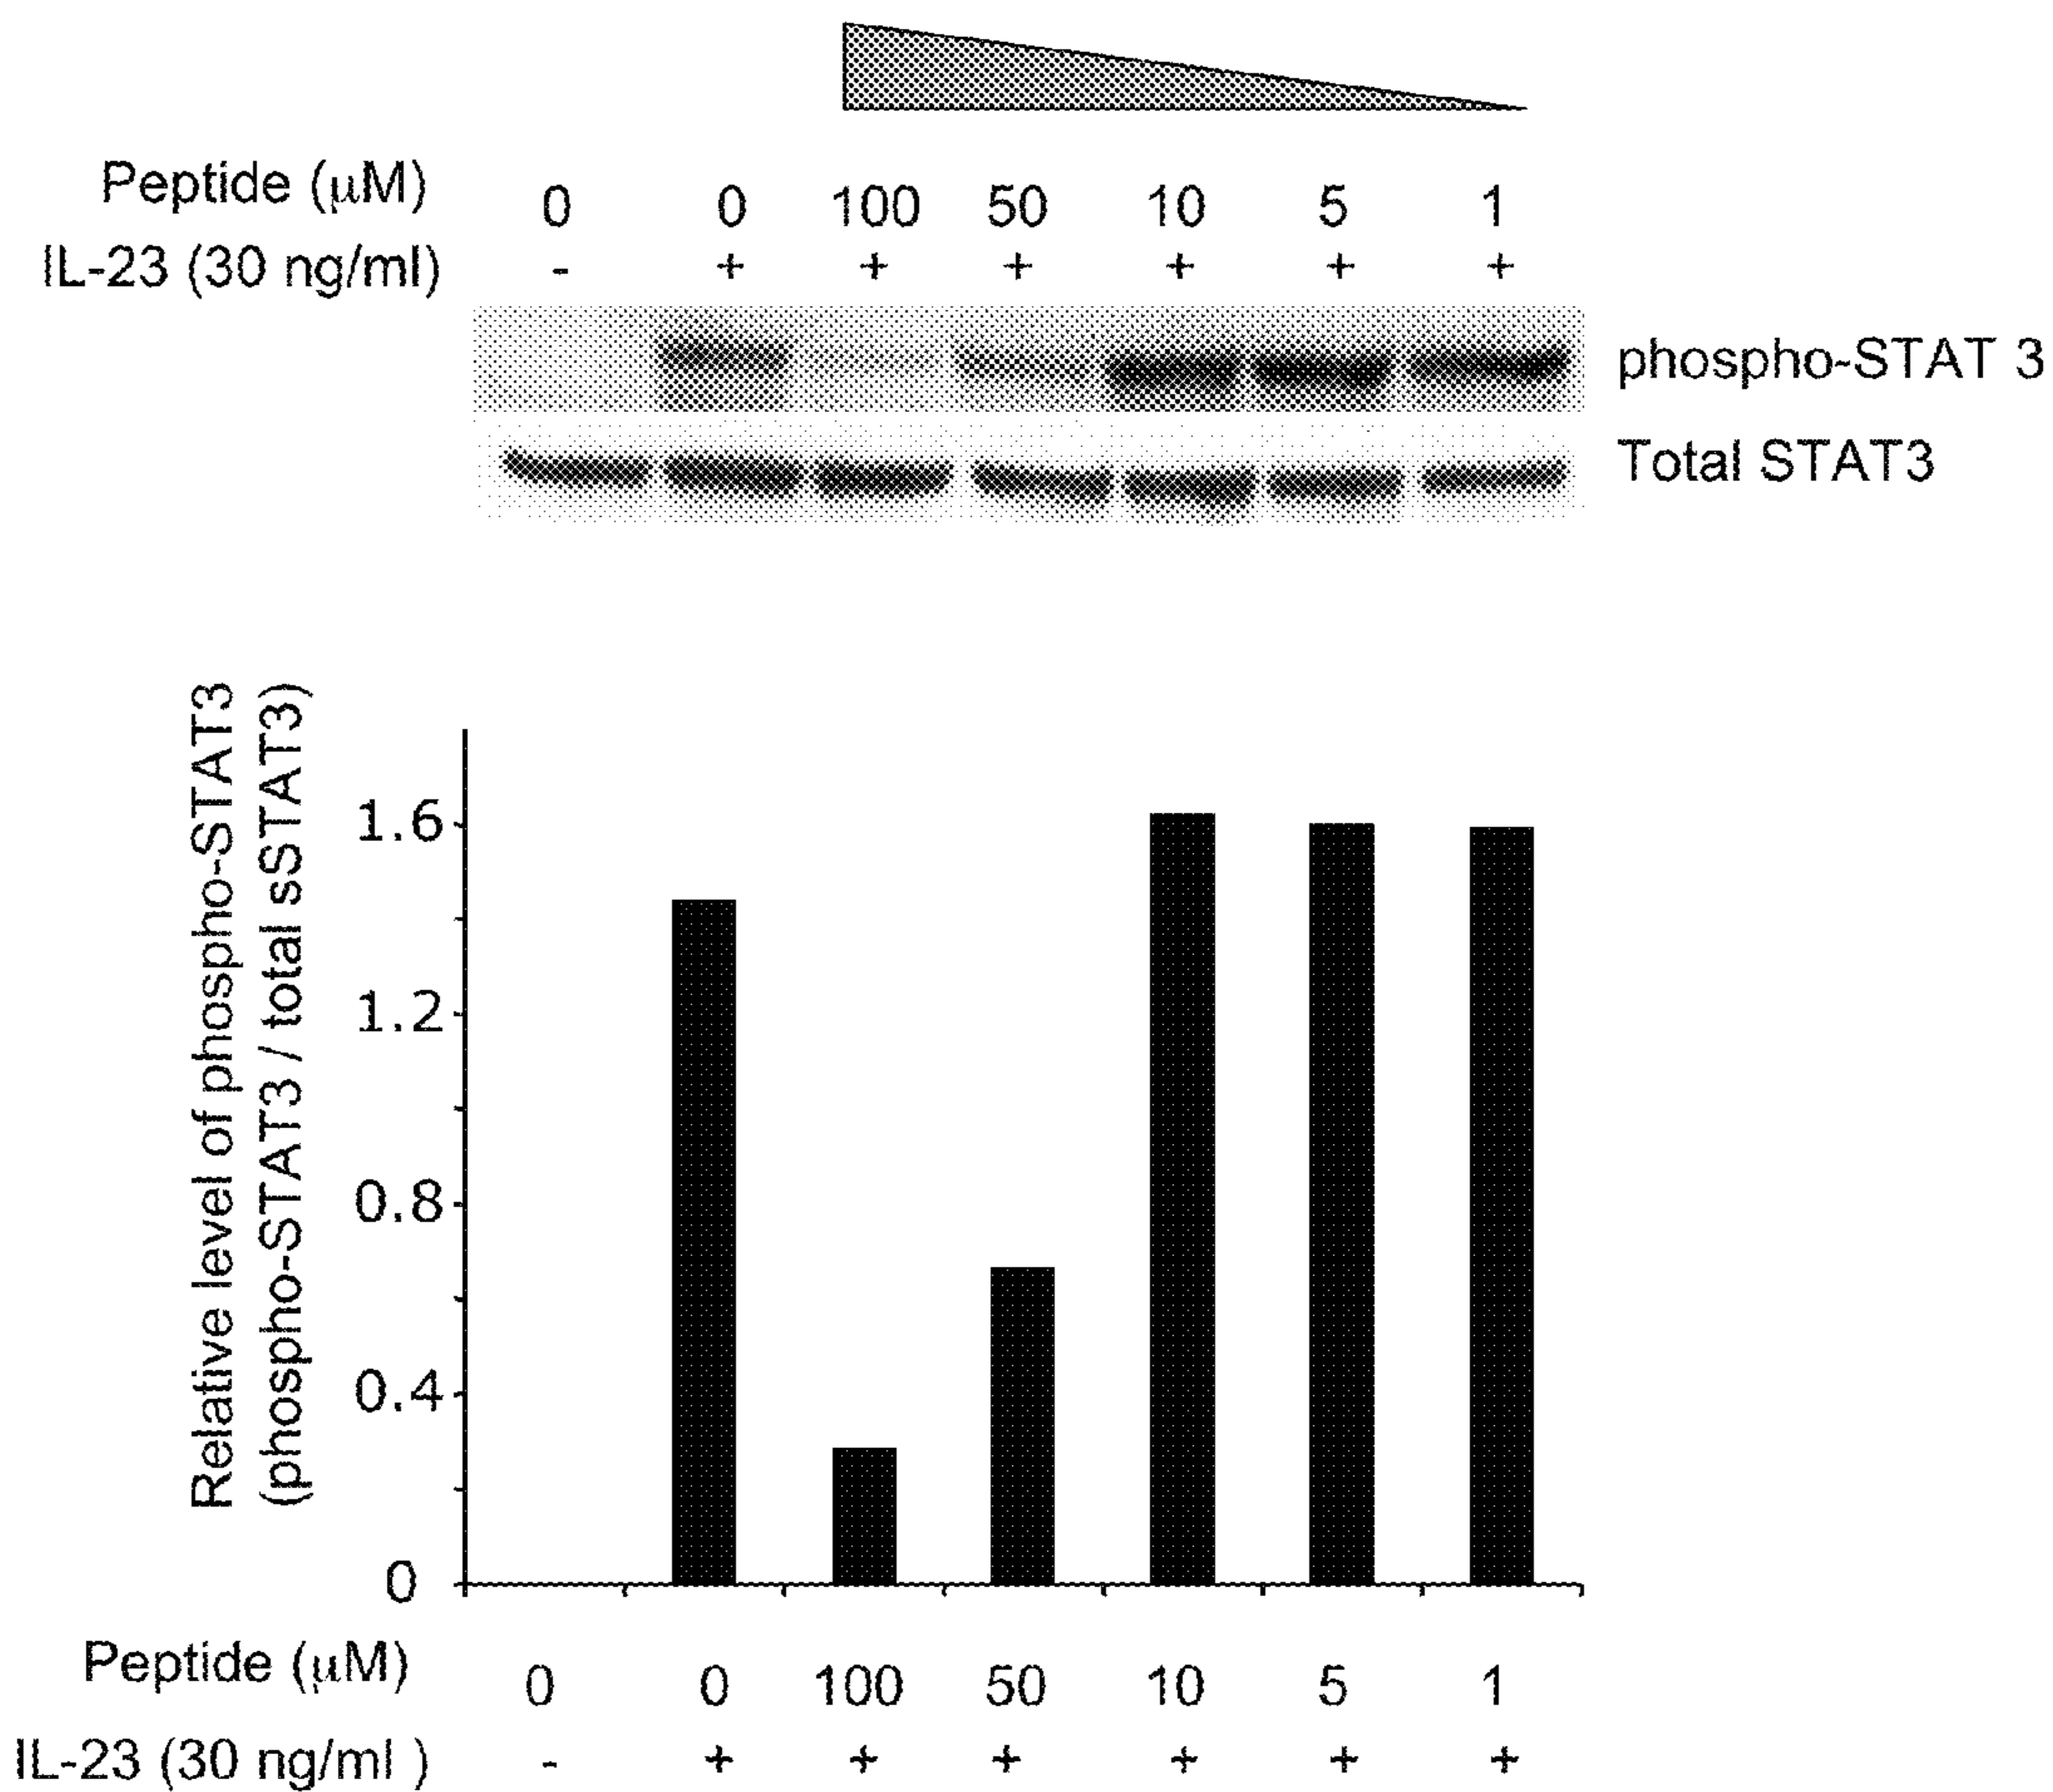 Peptide (μM) 0 0 100 50 10 5 1
IL-23 (30 ng/ml) - + + + + + +
phospho-STAT 3
Total STAT3
Relative level of phospho-STAT3
(phospho-STAT3 / total sSTAT3)
1.6
1.2
0.8
0.4
0
Peptide (μM) 0 0 100 50 10 5 1
IL-23 (30 ng/ml ) - + + + + + +